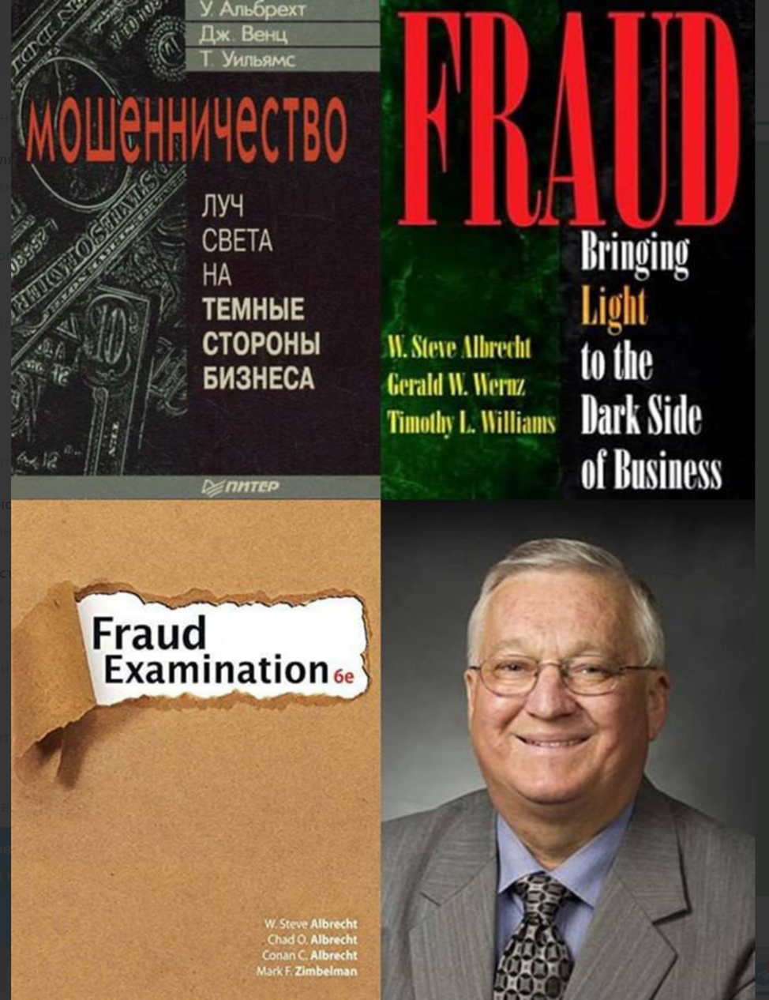 У. Альбрехт
Дж. Венц
Т. Уильямс
мошенничество
ЛУЧ
СВЕТА
НА
ТЕМНЫЕ
СТОРОНЫ
БИЗНЕСА
ПИТЕР
FRAUD
Bringing
Light
to the
Dark Side
of Business
W. Steve Albrecht
Gerald W. Wernz
Timothy L. Williams
Fraud
Examination 6e
W. Steve Albrecht
Chad O. Albrecht
Conan C. Albrecht
Mark F. Zimbelman